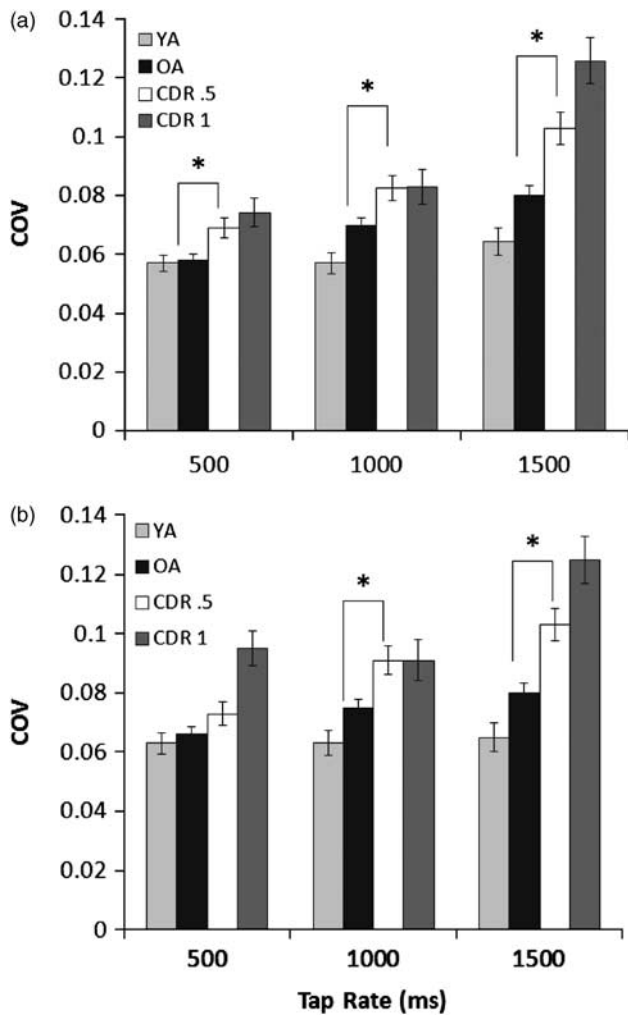 (a)
0.14
0.12
0.1
0.08
0.06
0.04
0.02
0
COV
YA
OA
CDR .5
CDR 1
*
*
*
500 1000 1500
(b)
0.14
0.12
0.1
0.08
0.06
0.04
0.02
0
COV
YA
OA
CDR .5
CDR 1
*
*
500 1000 1500
Tap Rate (ms)